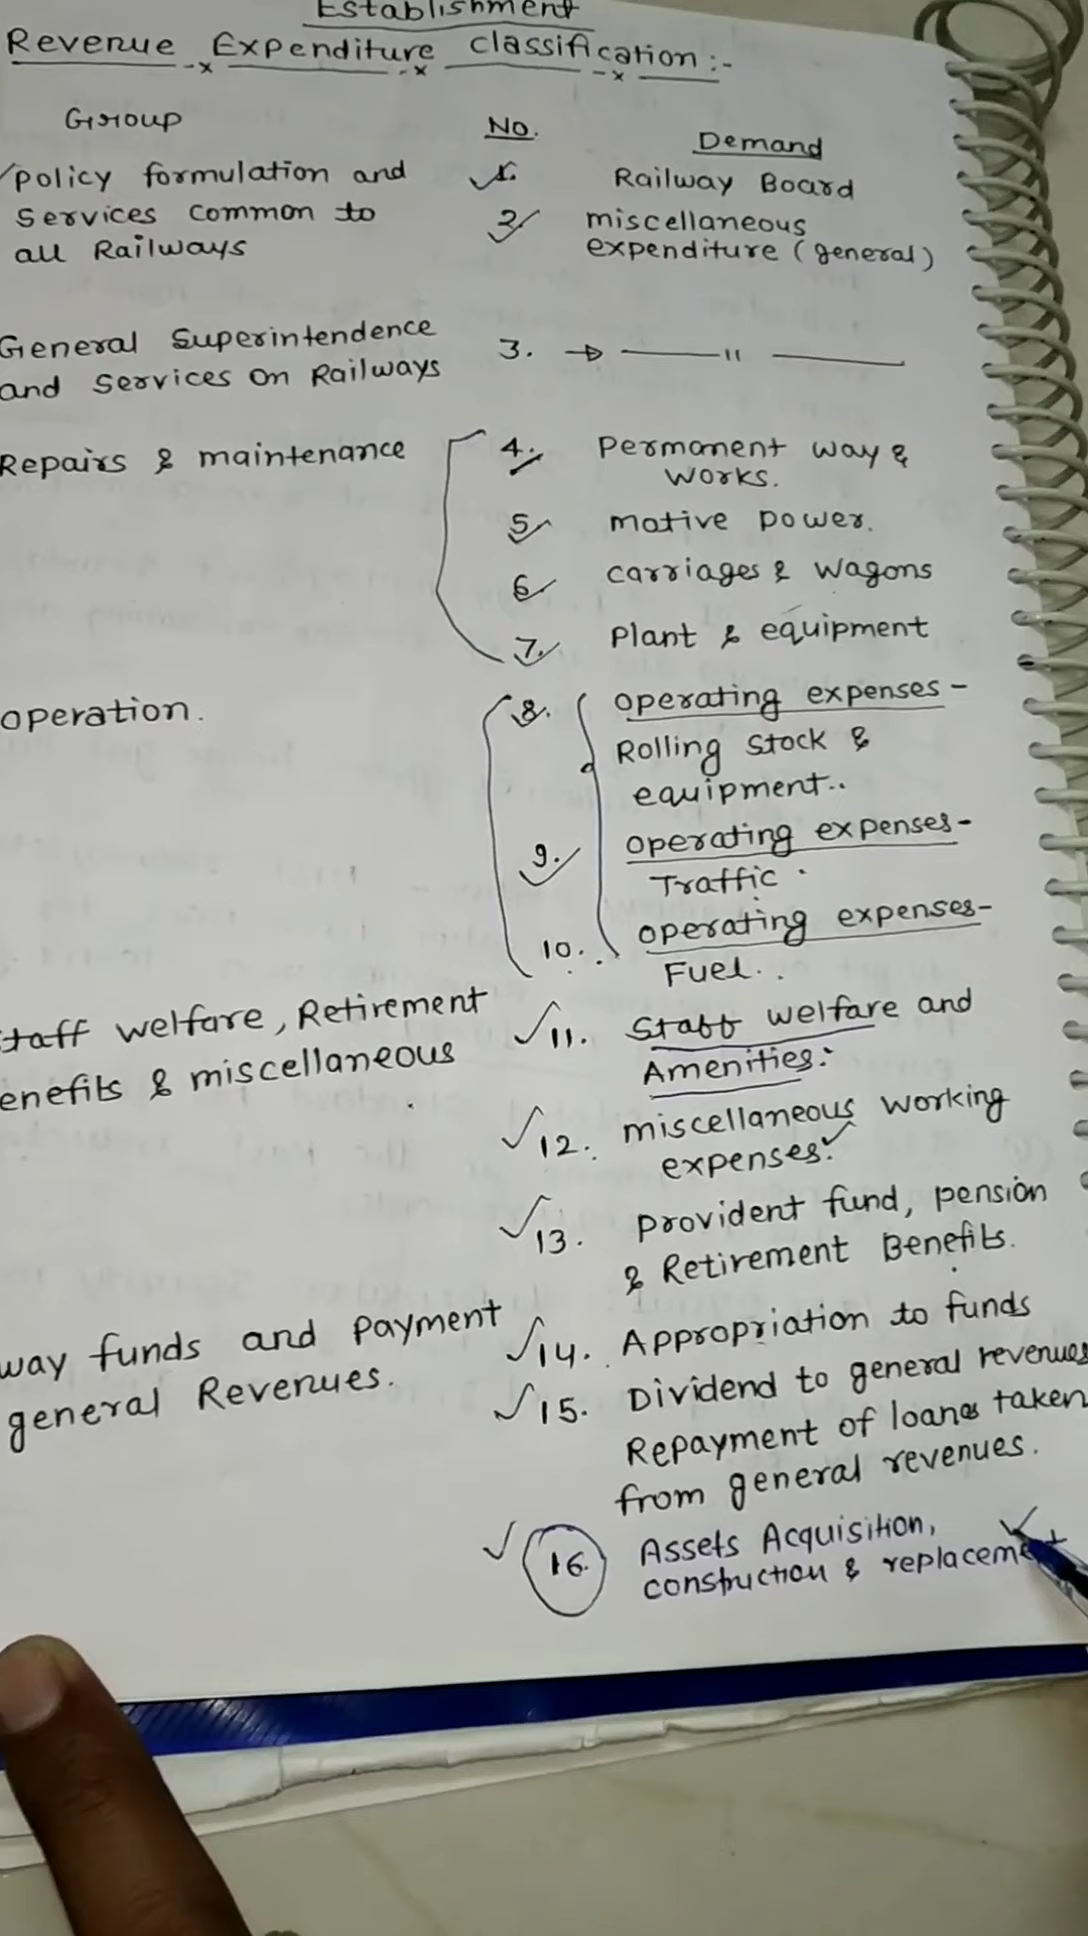 Establishment
Revenue Expenditure classification:-
Group No. Demand
policy formulation and 1. Railway Board
Services common to 2. miscellaneous
all Railways expenditure (general)
General Superintendence 3. → —— 11 ——
and Services on Railways
Repairs & maintenance 4. Permanent way &
works.
5. motive power.
6. carriages & wagons
7. Plant & equipment
operation. 8. operating expenses-
Rolling stock &
equipment..
9. operating expenses-
Traffic.
10. operating expenses-
Fuel..
staff welfare, Retirement 11. Staff welfare and
enefits & miscellaneous Amenities:
12. miscellaneous working
expenses.
13. provident fund, pension
& Retirement Benefits.
way funds and payment 14. Appropriation to funds
general Revenues. 15. Dividend to general revenues
Repayment of loans taken
from general revenues.
16. Assets Acquisition,
construction & replacement